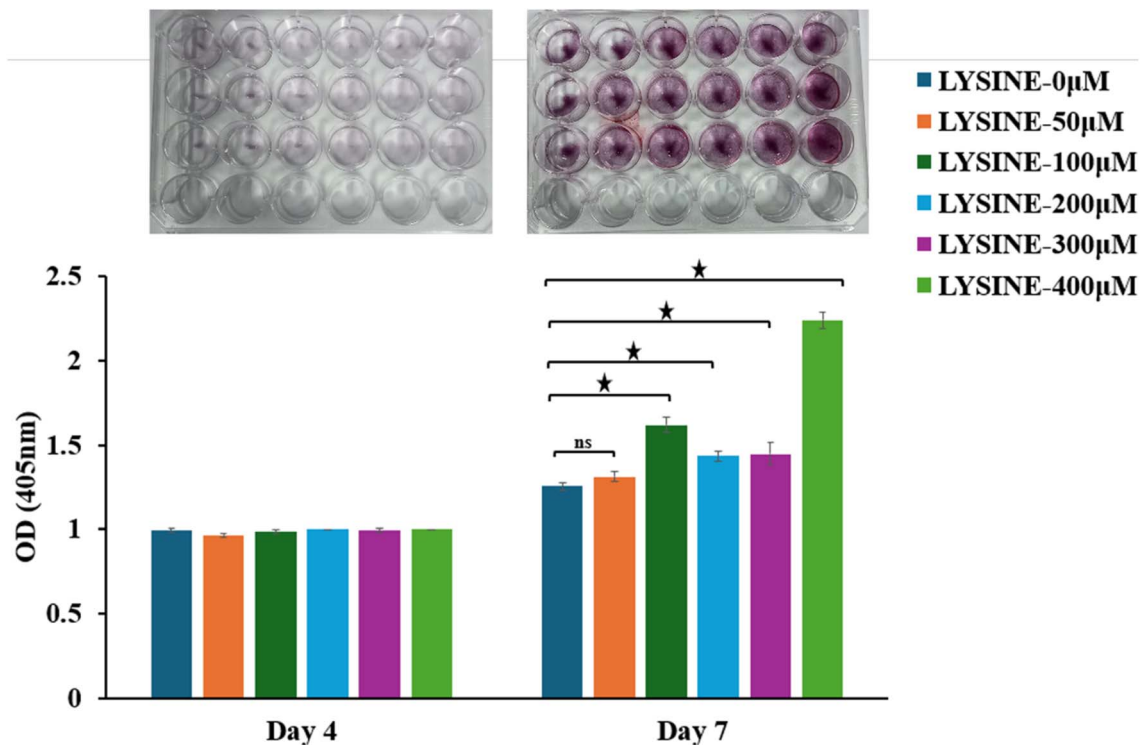 LYSINE-0µM
LYSINE-50µM
LYSINE-100µM
LYSINE-200µM
LYSINE-300µM
LYSINE-400µM
2.5
2
1.5
1
0.5
0
OD (405nm)
ns
Day 4
Day 7